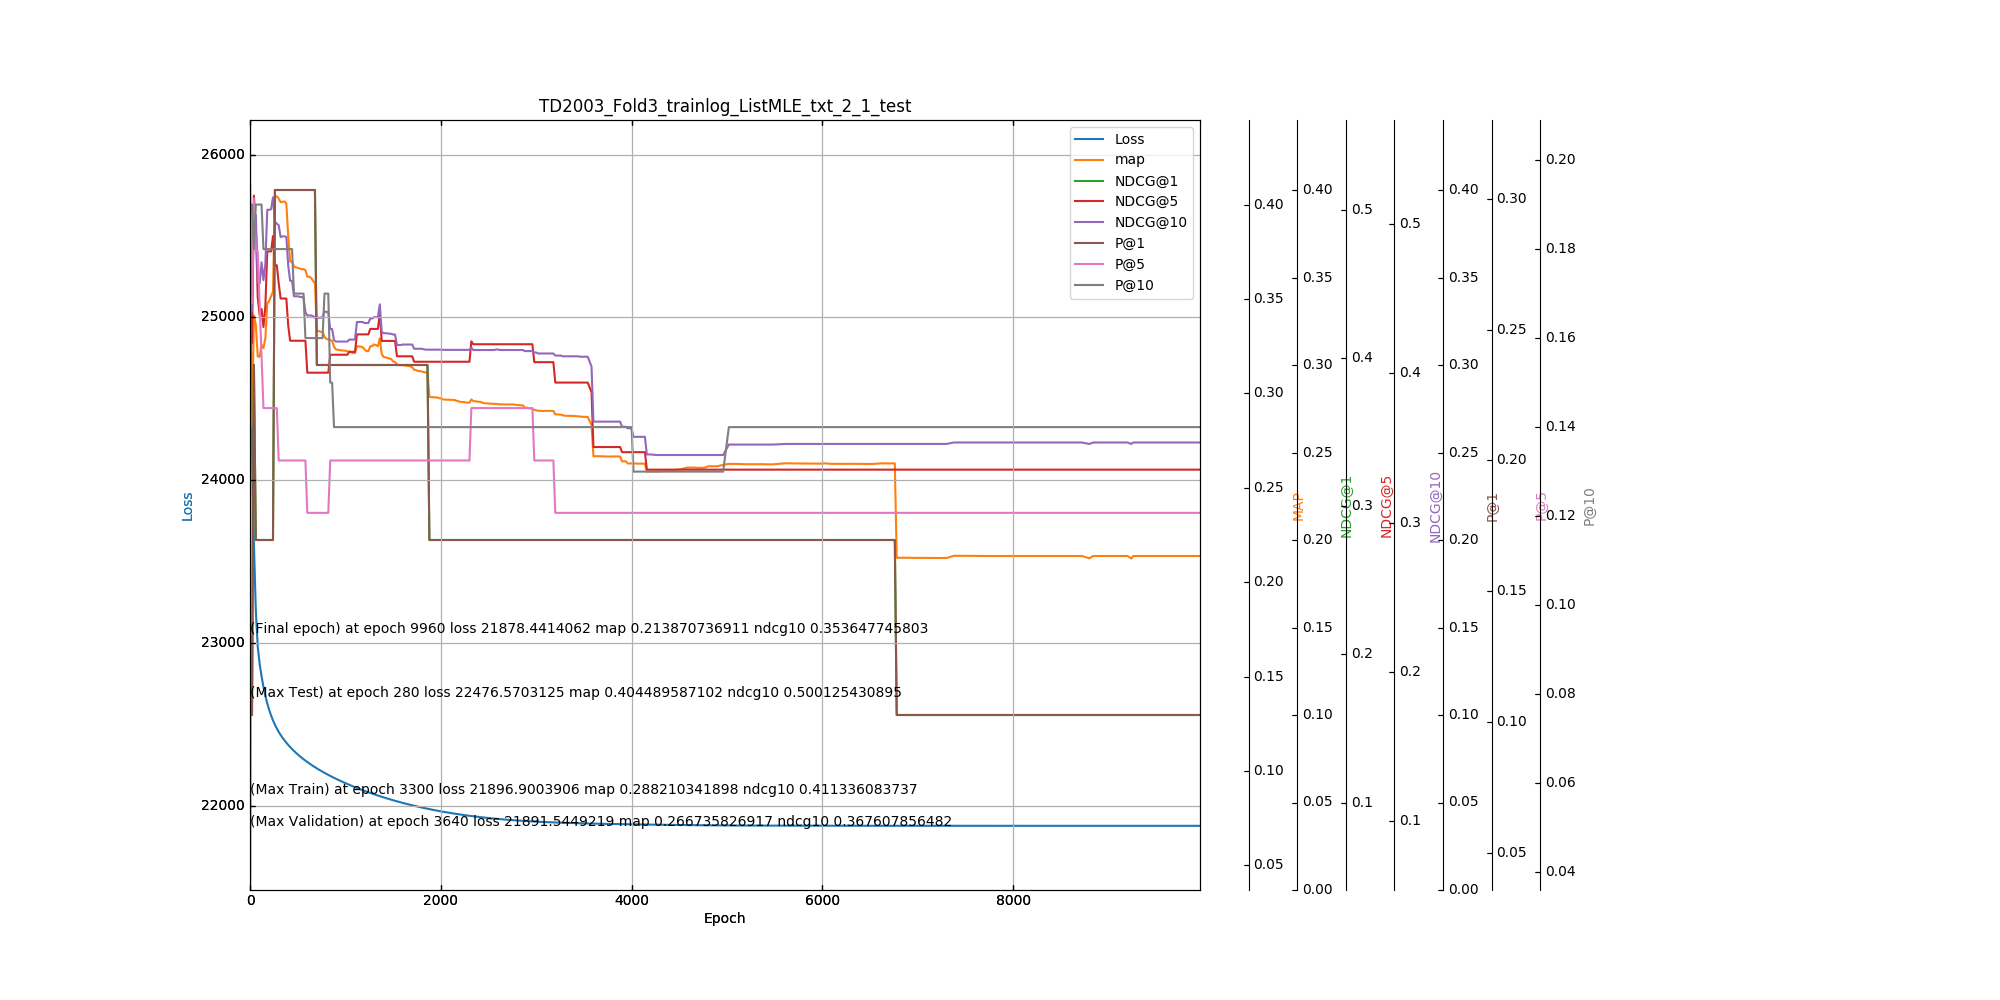 TD2003_Fold3_trainlog_ListMLE_txt_2_1_test
Loss
map
NDCG@1
NDCG@5
NDCG@10
P@1
P@5
P@10
26000
25000
24000
23000
22000
Loss
(Final epoch) at epoch 9960 loss 21878.4414062 map 0.213870736911 ndcg10 0.353647745803
(Max Test) at epoch 280 loss 22476.5703125 map 0.404489587102 ndcg10 0.500125430895
(Max Train) at epoch 3300 loss 21896.9003906 map 0.288210341898 ndcg10 0.411336083737
(Max Validation) at epoch 3640 loss 21891.5449219 map 0.266735826917 ndcg10 0.367607856482
0 2000 4000 6000 8000
Epoch
0.40
0.35
0.30
0.25
0.20
0.15
0.10
0.05
MAP
0.40
0.35
0.30
0.25
0.20
0.15
0.10
0.05
0.00
NDCG@1
0.5
0.4
0.3
0.2
0.1
NDCG@5
0.5
0.4
0.3
0.2
0.1
NDCG@10
0.40
0.35
0.30
0.25
0.20
0.15
0.10
0.05
0.00
P@1
0.30
0.25
0.20
0.15
0.10
0.05
P@5
0.20
0.18
0.16
0.14
0.12
0.10
0.08
0.06
0.04
P@10